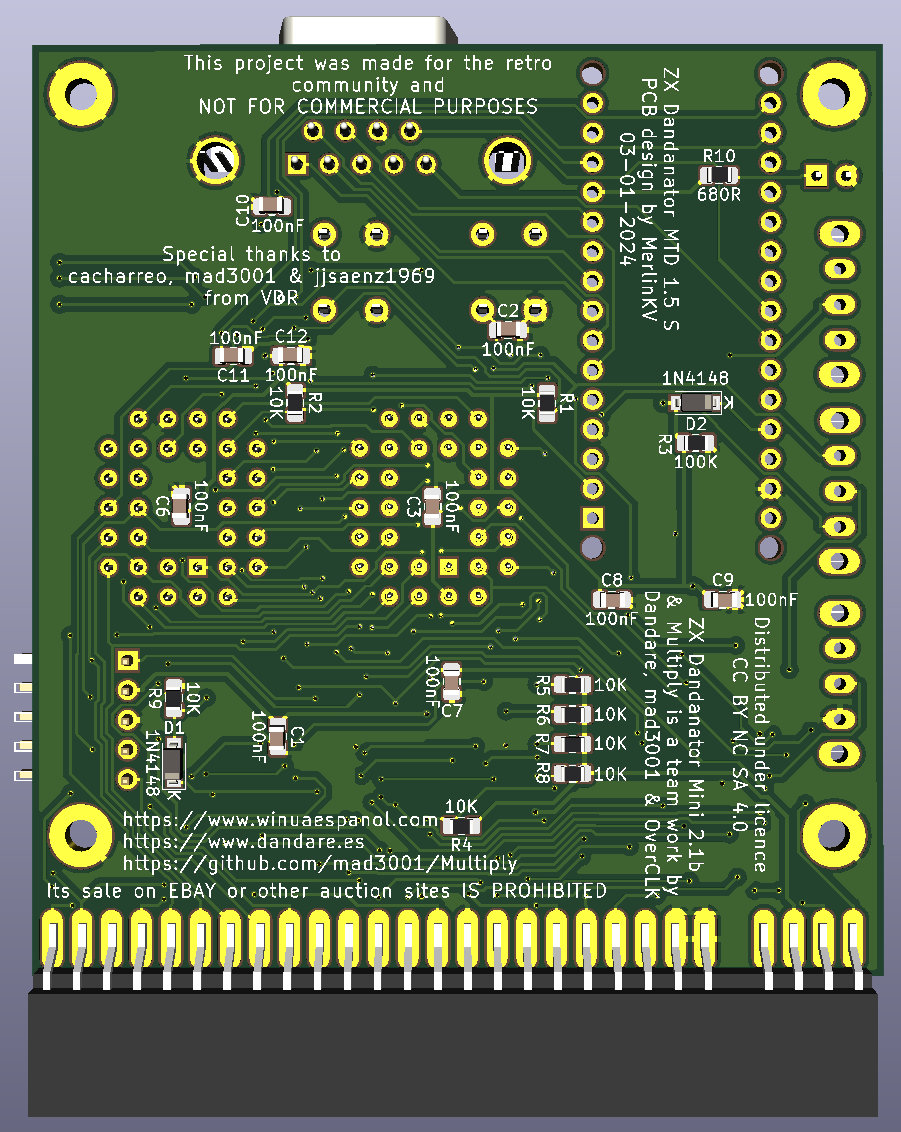 This project was made for the retro
community and
NOT FOR COMMERCIAL PURPOSES
ZX Dandanator MTD 1.5 S
PCB design by MerlinKV
03-01-2024
R10
680R
C10
100nF
Special thanks to
cacharreo, mad3001 & jjsaenz1969
from VDR
C2
100nF
100nF
C11
C12
100nF
R2
10K
R1
10K
1N4148
K
D2
R3
100K
C6
100nF
C3
100nF
C8
100nF
C9
100nF
ZX Dandanator Mini 2.1b
& Multiply is a team work by
Dandare, mad3001 & OverCLK
Distributed under licence
CC BY NC SA 4.0
R9
10K
D1
1N4148
K
C1
100nF
100nF
C7
R5
10K
R6
10K
R7
10K
R8
10K
10K
R4
https://www.winuaespanol.com
https://www.dandare.es
https://github.com/mad3001/Multiply
Its sale on EBAY or other auction sites IS PROHIBITED